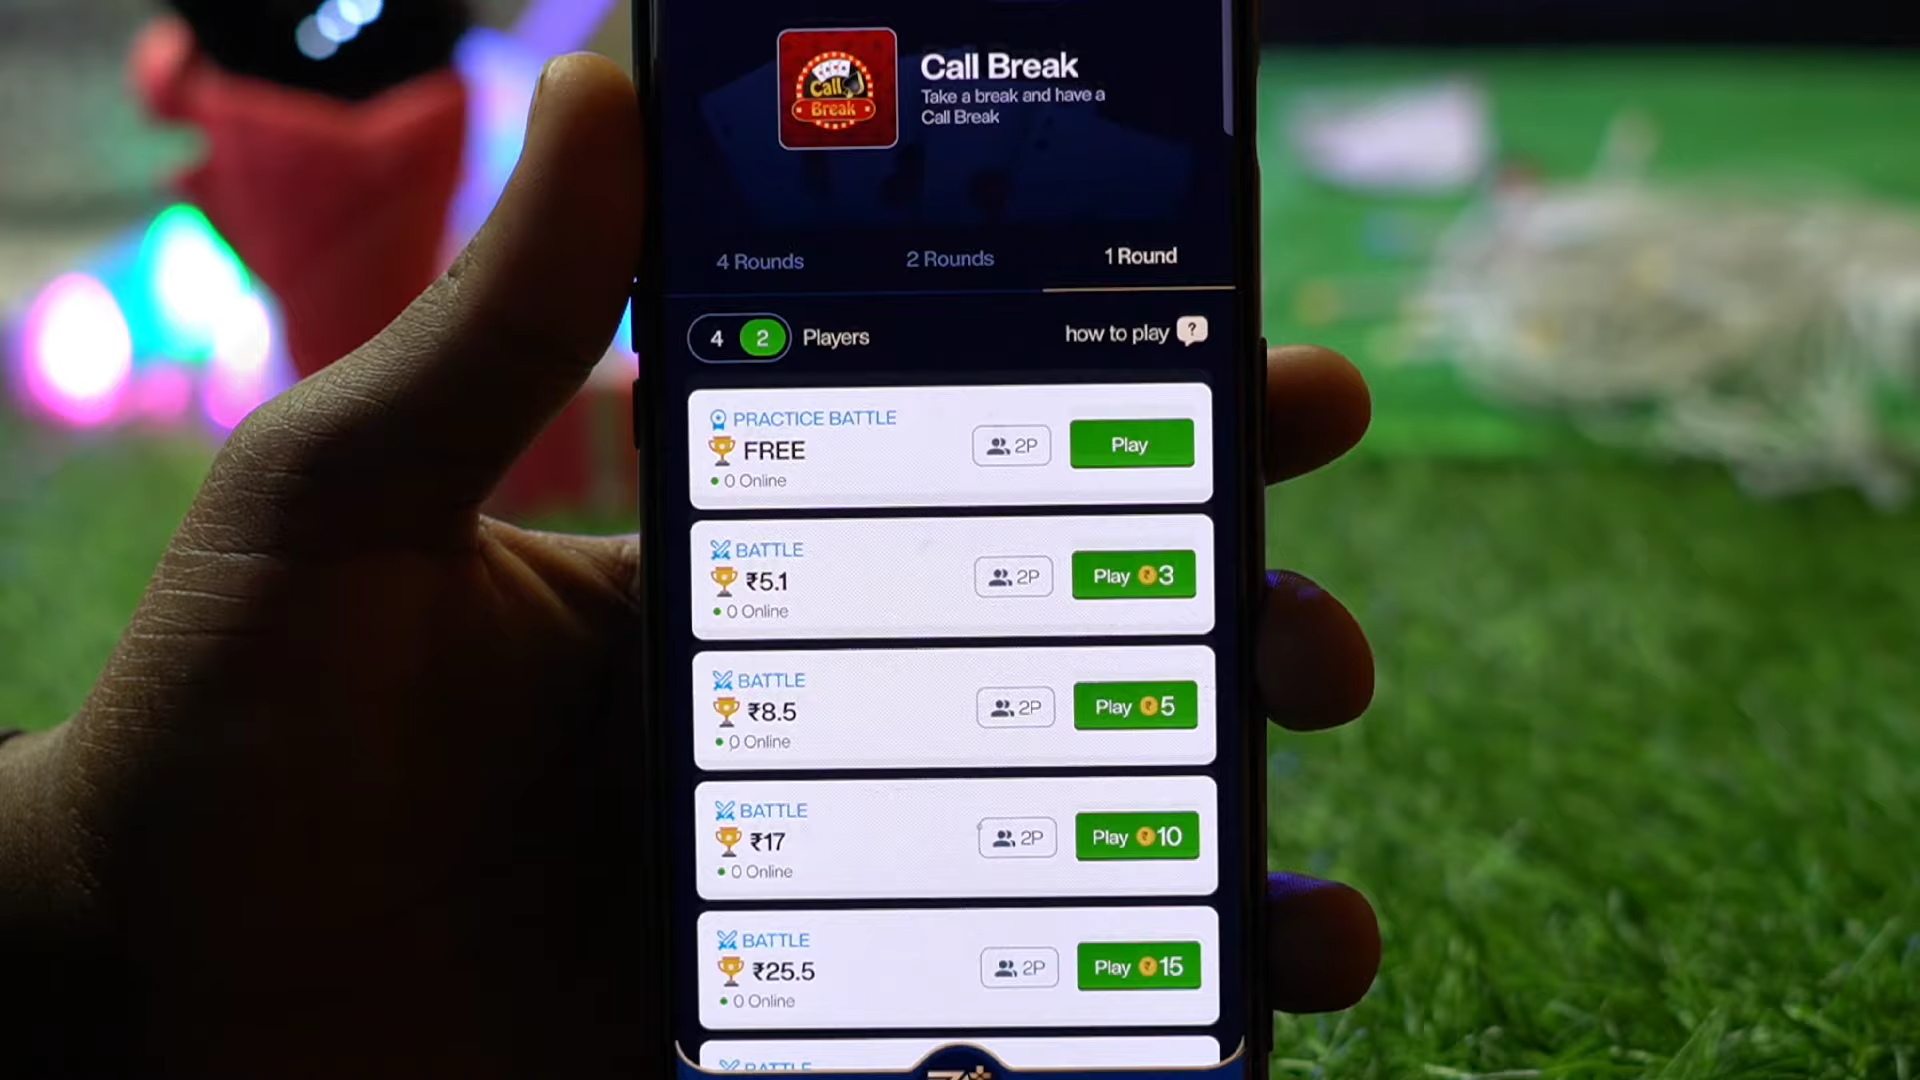 Call
Break
Call Break
Take a break and have a
Call Break
4 Rounds
2 Rounds
1 Round
4 2 Players
how to play ?
PRACTICE BATTLE
FREE
0 Online
2P
Play
BATTLE
₹5.1
0 Online
2P
Play ₹3
BATTLE
₹8.5
0 Online
2P
Play ₹5
BATTLE
₹17
0 Online
2P
Play ₹10
BATTLE
₹25.5
0 Online
2P
Play ₹15
BATTLE